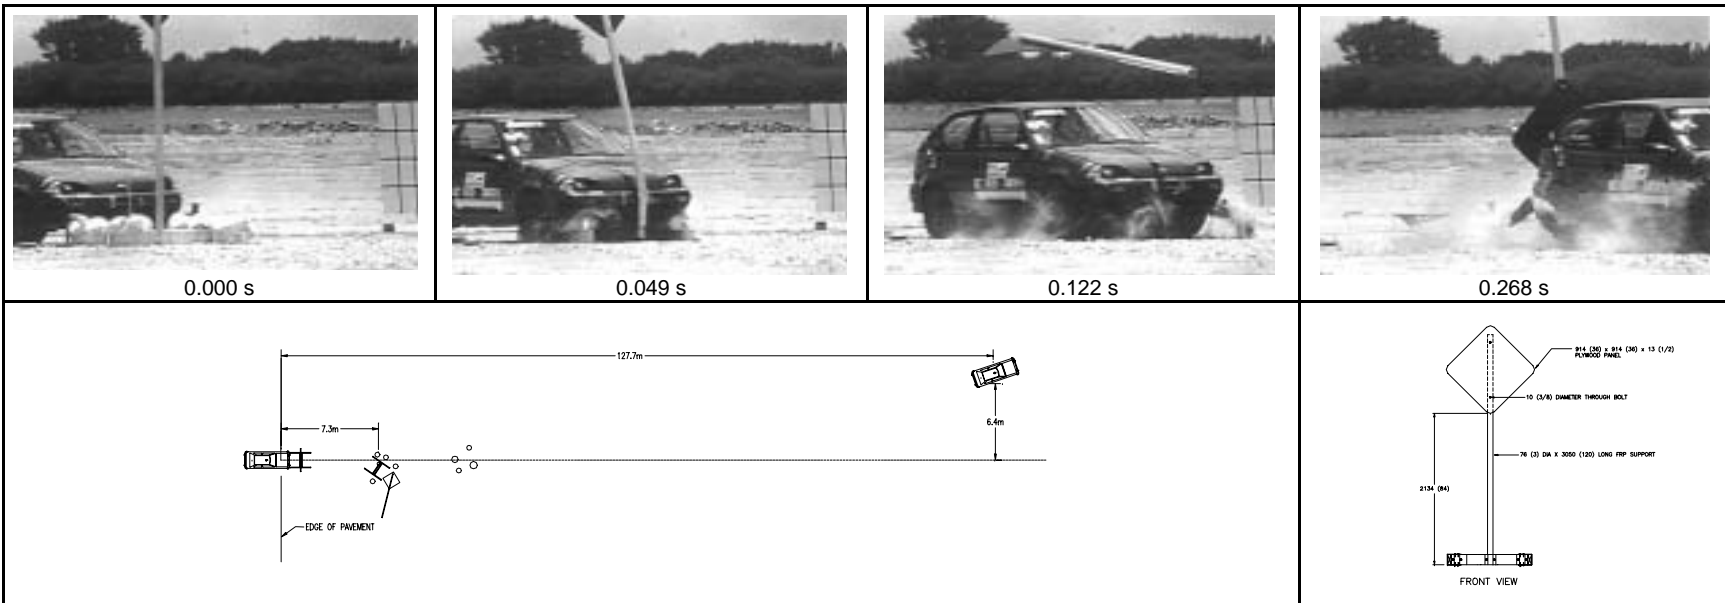 0.000 s
0.049 s
0.122 s
0.268 s
127.7m
7.3m
6.4m
EDGE OF PAVEMENT
914 (36) x 914 (36) x 13 (1/2)
PLYWOOD PANEL
10 (3/8) DIAMETER THROUGH BOLT
76 (3) DIA X 3050 (120) LONG FRP SUPPORT
2134 (84)
FRONT VIEW